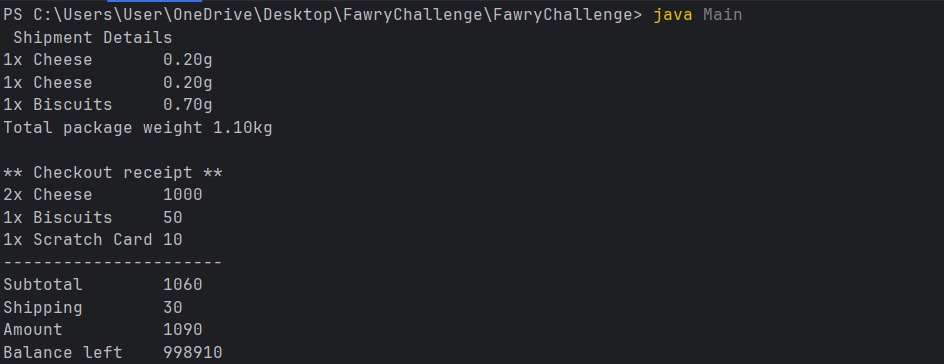 PS C:\Users\User\OneDrive\Desktop\FawryChallenge\FawryChallenge> java Main
 Shipment Details
1x Cheese       0.20g
1x Cheese       0.20g
1x Biscuits     0.70g
Total package weight 1.10kg

** Checkout receipt **
2x Cheese       1000
1x Biscuits     50
1x Scratch Card 10
----------------------
Subtotal        1060
Shipping        30
Amount          1090
Balance left    998910